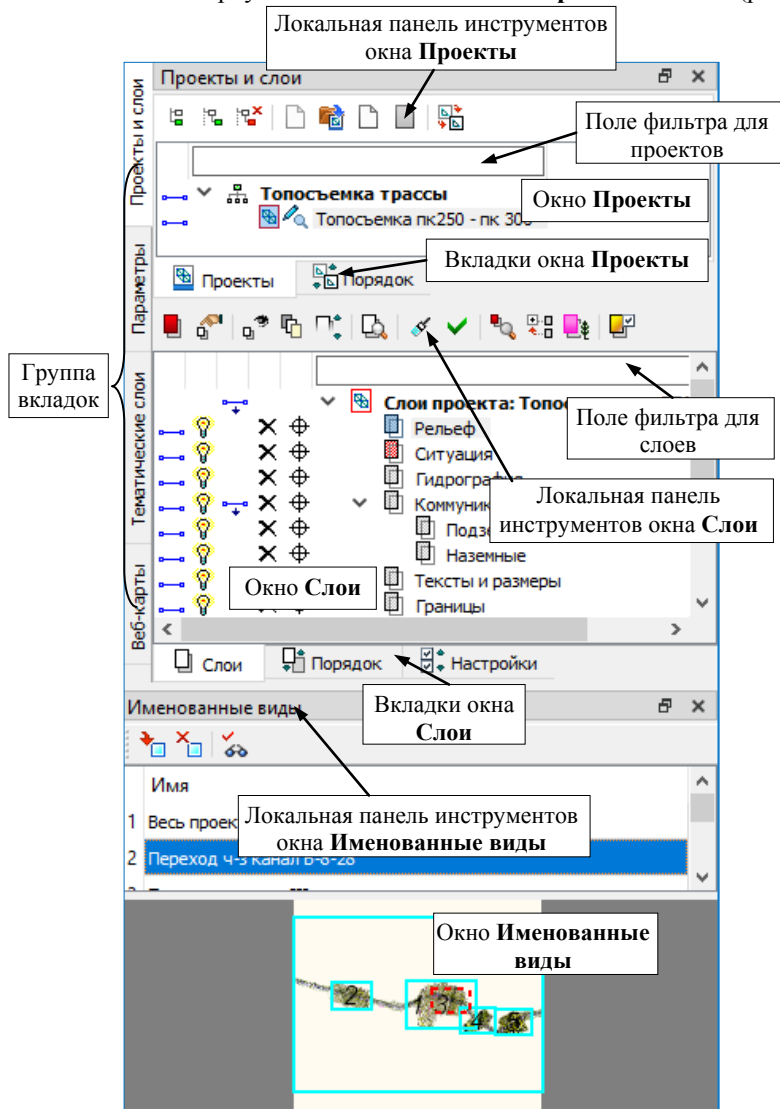 Локальная панель инструментов
окна Проекты
Проекты и слои
Проекты и слои
Поле фильтра для
проектов
Топосъемка трассы
Топосъемка пк250 - пк 300
Окно Проекты
Вкладки окна Проекты
Проекты
Порядок
Параметры
Группа
вкладок
Тематические слои
Веб-карты
Слои проекта: Топос
Поле фильтра для
слоев
Рельеф
Ситуация
Гидрография
Коммуник
Подзе
Наземные
Тексты и размеры
Границы
Локальная панель
инструментов окна Слои
Окно Слои
Слои
Порядок
Настройки
Вкладки окна
Слои
Именованные виды
Имя
1 Весь проек
2 Переход ч-з канал В-8-28
Локальная панель инструментов
окна Именованные виды
Окно Именованные
виды
2
1
3
4
5